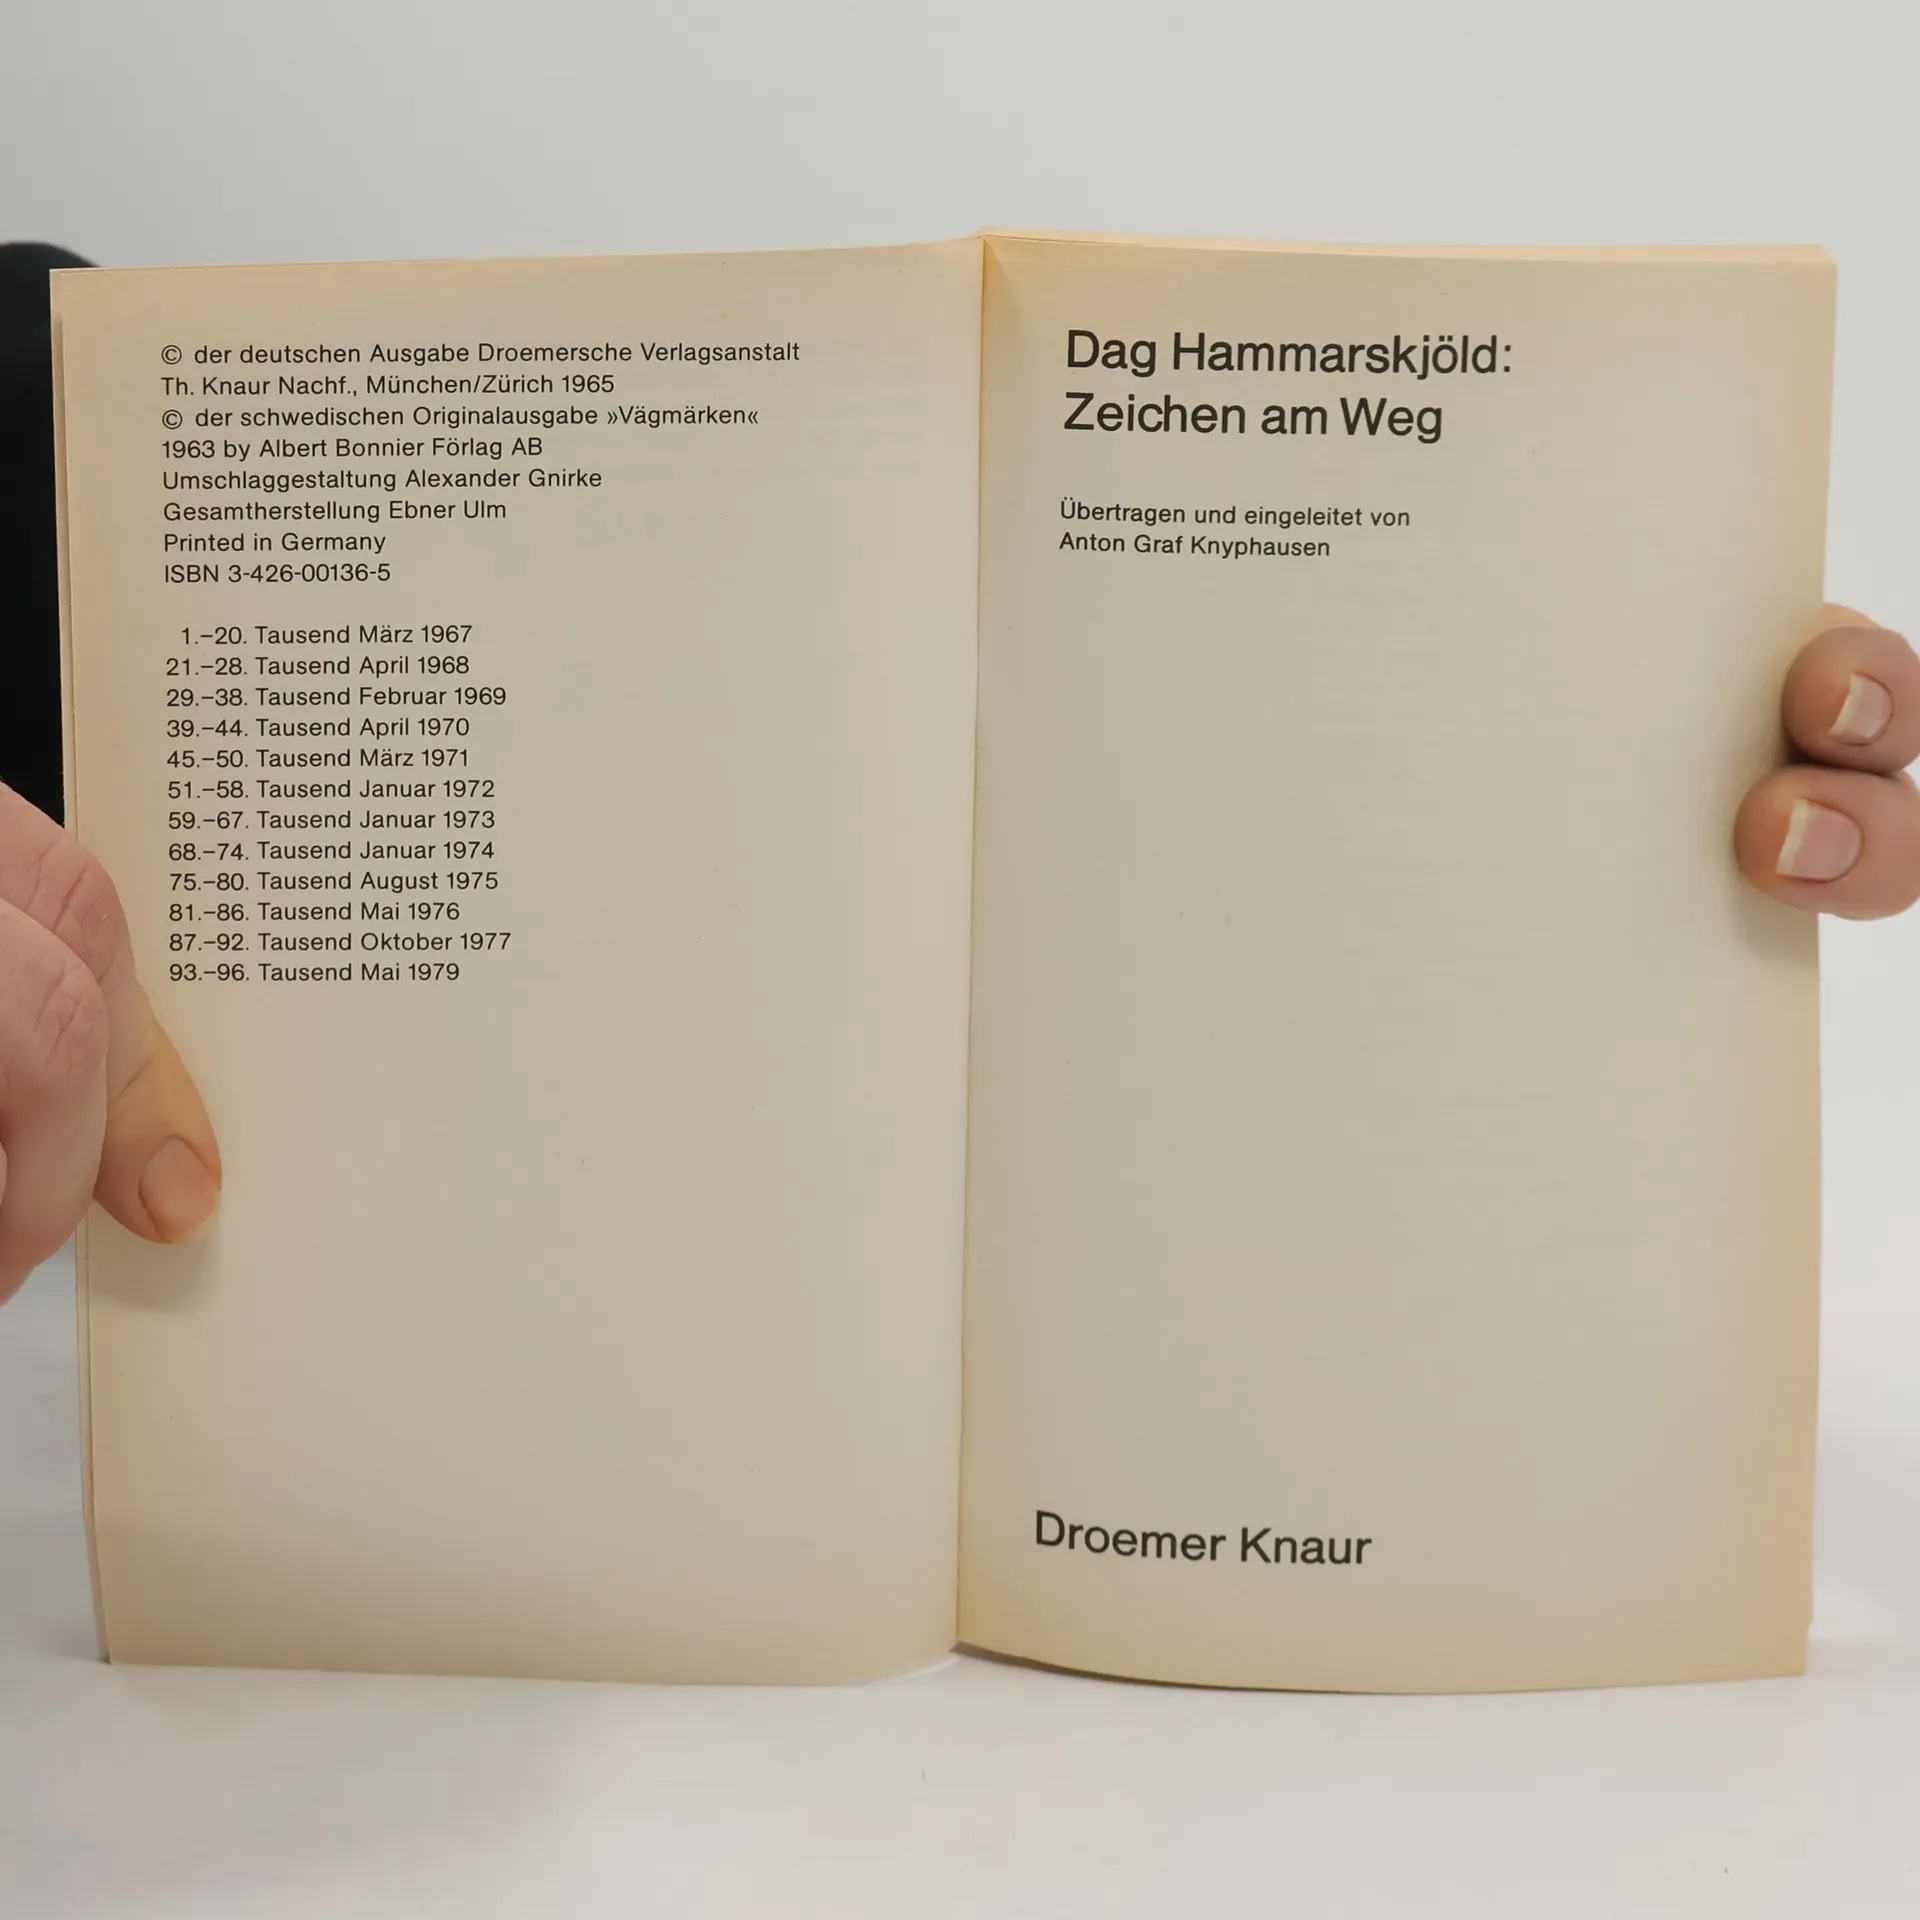 © der deutschen Ausgabe Droemersche Verlagsanstalt
Th. Knaur Nachf., München/Zürich 1965
© der schwedischen Originalausgabe »Vägmärken«
1963 by Albert Bonnier Förlag AB
Umschlaggestaltung Alexander Gnirke
Gesamtherstellung Ebner Ulm
Printed in Germany
ISBN 3-426-00136-5
1.–20. Tausend März 1967
21.–28. Tausend April 1968
29.–38. Tausend Februar 1969
39.–44. Tausend April 1970
45.–50. Tausend März 1971
51.–58. Tausend Januar 1972
59.–67. Tausend Januar 1973
68.–74. Tausend Januar 1974
75.–80. Tausend August 1975
81.–86. Tausend Mai 1976
87.–92. Tausend Oktober 1977
93.–96. Tausend Mai 1979
Dag Hammarskjöld:
Zeichen am Weg
Übertragen und eingeleitet von
Anton Graf Knyphausen
Droemer Knaur